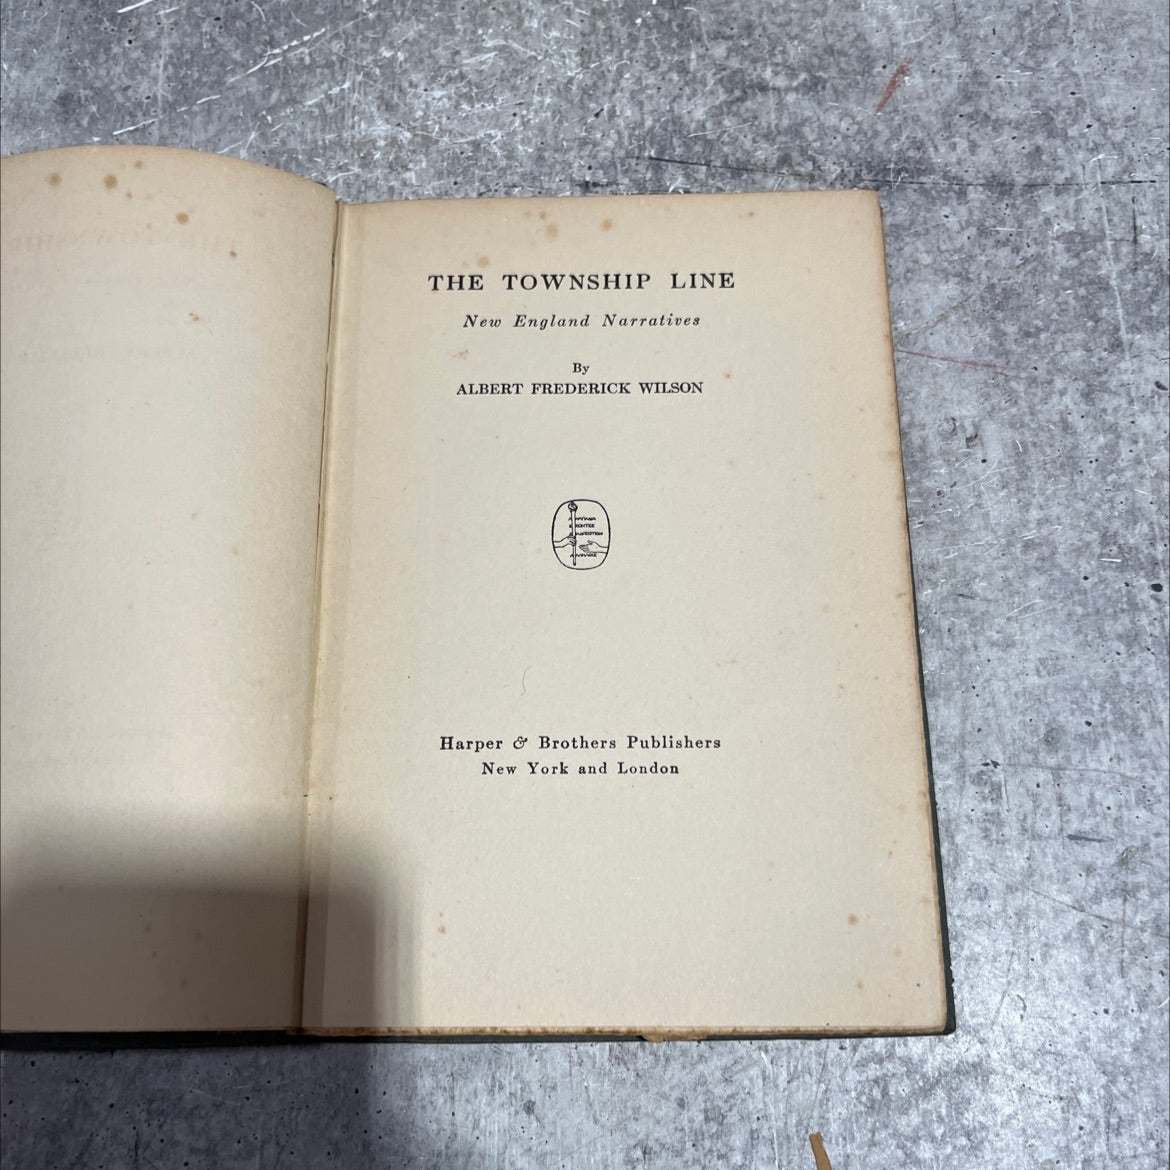 THE TOWNSHIP LINE
New England Narratives
By
ALBERT FREDERICK WILSON
Harper & Brothers Publishers
New York and London